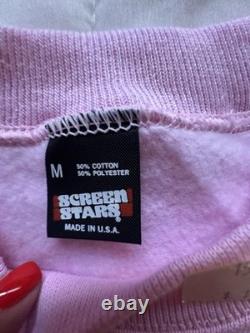 M
50% COTTON
50% POLYESTER
SCREEN
STARS®
MADE IN U.S.A.